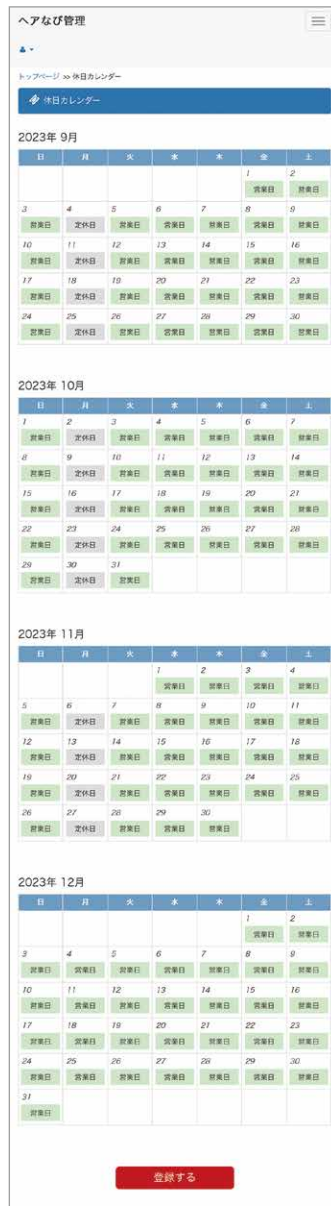 ヘアなび管理
トップページ >> 休日カレンダー
休日カレンダー
2023年 9月
日 月 火 水 木 金 土
1 2
営業日 営業日
3 4 5 6 7 8 9
営業日 定休日 営業日 営業日 営業日 営業日 営業日
10 11 12 13 14 15 16
営業日 定休日 営業日 営業日 営業日 営業日 営業日
17 18 19 20 21 22 23
営業日 定休日 営業日 営業日 営業日 営業日 営業日
24 25 26 27 28 29 30
営業日 定休日 営業日 営業日 営業日 営業日 営業日
2023年 10月
日 月 火 水 木 金 土
1 2 3 4 5 6 7
営業日 定休日 営業日 営業日 営業日 営業日 営業日
8 9 10 11 12 13 14
営業日 定休日 営業日 営業日 営業日 営業日 営業日
15 16 17 18 19 20 21
営業日 定休日 営業日 営業日 営業日 営業日 営業日
22 23 24 25 26 27 28
営業日 定休日 営業日 営業日 営業日 営業日 営業日
29 30 31
営業日 定休日 営業日
2023年 11月
日 月 火 水 木 金 土
1 2 3 4
営業日 営業日 営業日 営業日
5 6 7 8 9 10 11
営業日 定休日 営業日 営業日 営業日 営業日 営業日
12 13 14 15 16 17 18
営業日 定休日 営業日 営業日 営業日 営業日 営業日
19 20 21 22 23 24 25
営業日 定休日 営業日 営業日 営業日 営業日 営業日
26 27 28 29 30
営業日 定休日 営業日 営業日 営業日
2023年 12月
日 月 火 水 木 金 土
1 2
営業日 営業日
3 4 5 6 7 8 9
営業日 営業日 営業日 営業日 営業日 営業日 営業日
10 11 12 13 14 15 16
営業日 営業日 営業日 営業日 営業日 営業日 営業日
17 18 19 20 21 22 23
営業日 営業日 営業日 営業日 営業日 営業日 営業日
24 25 26 27 28 29 30
営業日 営業日 営業日 営業日 営業日 営業日 営業日
31
営業日
登録する